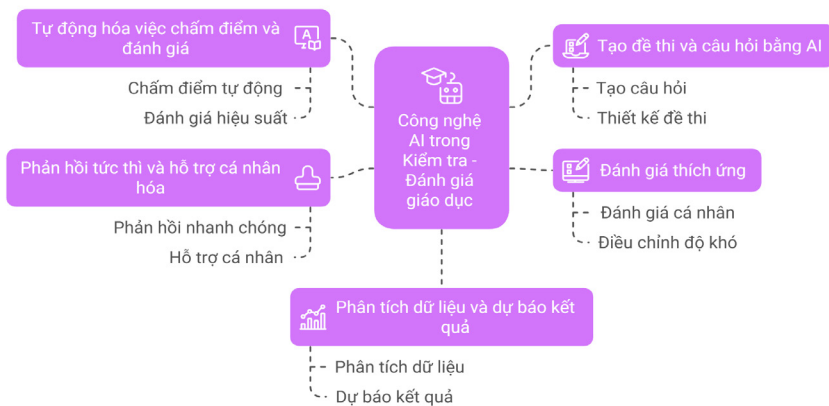 Tự động hóa việc chấm điểm và
đánh giá
Chấm điểm tự động
Đánh giá hiệu suất
Phản hồi tức thì và hỗ trợ cá nhân
hóa
Phản hồi nhanh chóng
Hỗ trợ cá nhân
Công nghệ
AI trong
Kiểm tra -
Đánh giá
giáo dục
Tạo đề thi và câu hỏi bằng AI
Tạo câu hỏi
Thiết kế đề thi
Đánh giá thích ứng
Đánh giá cá nhân
Điều chỉnh độ khó
Phân tích dữ liệu và dự báo kết
quả
Phân tích dữ liệu
Dự báo kết quả